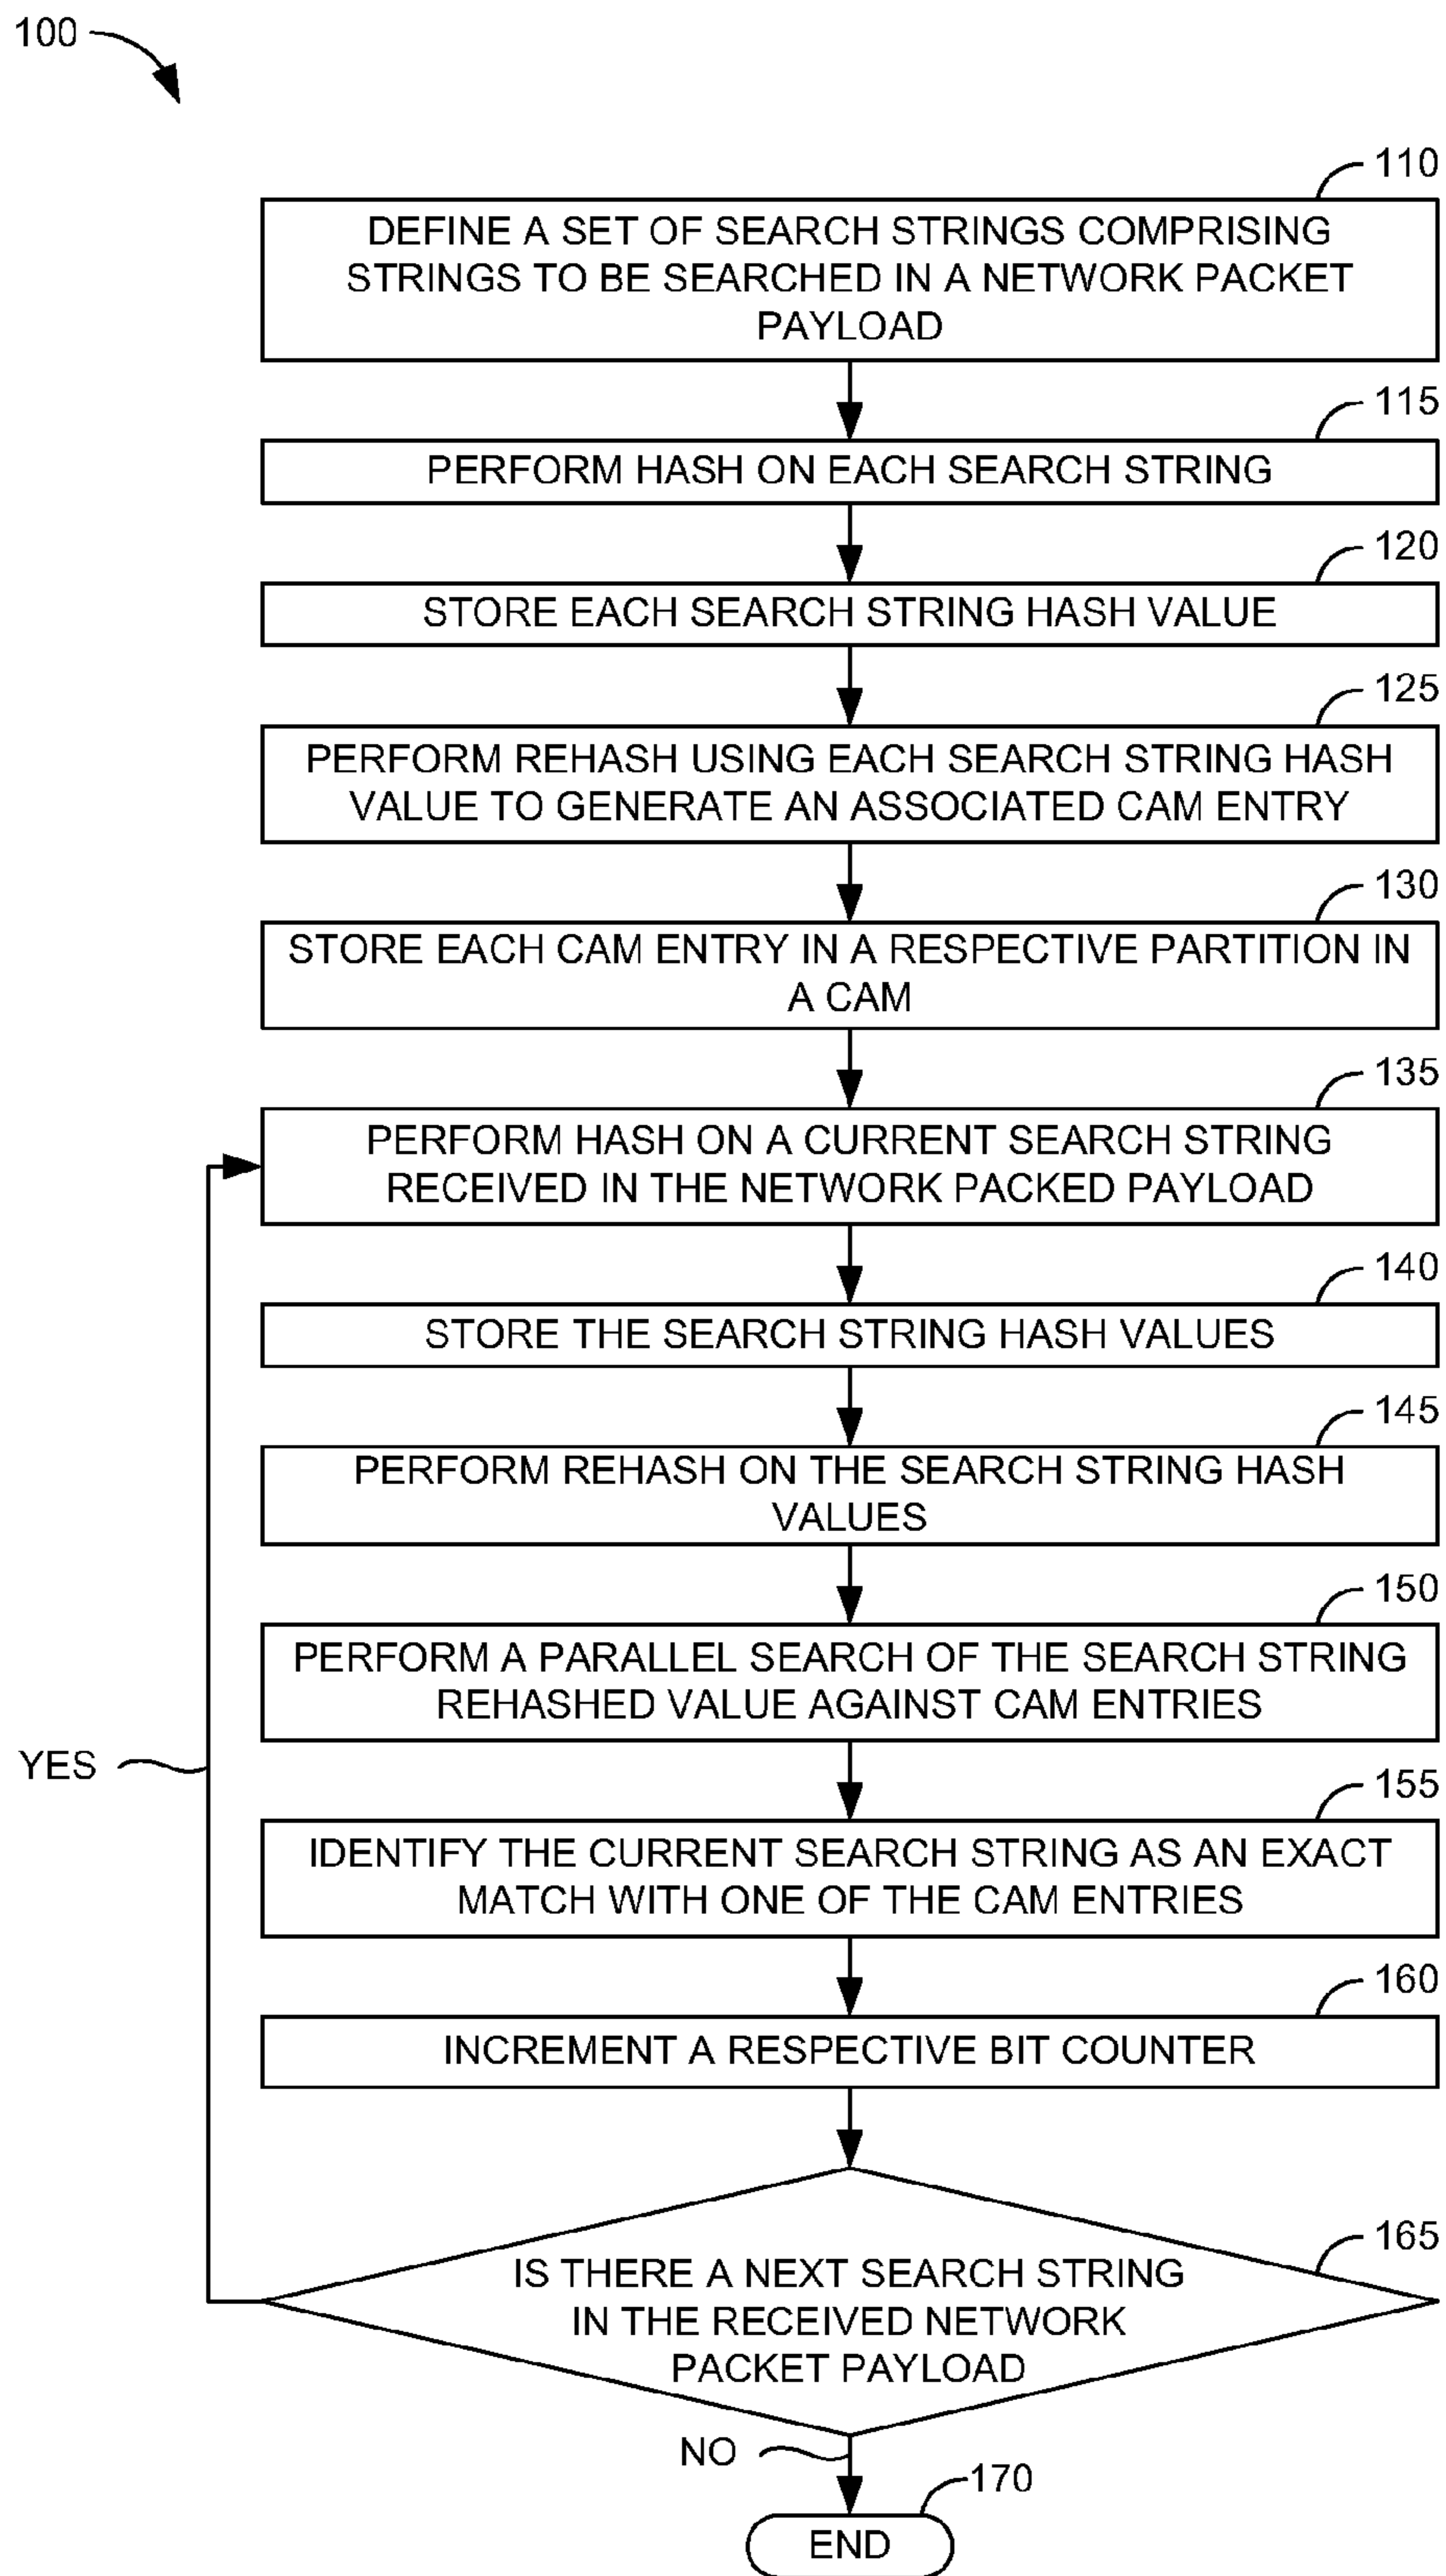 100
110
DEFINE A SET OF SEARCH STRINGS COMPRISING
STRINGS TO BE SEARCHED IN A NETWORK PACKET
PAYLOAD
115
PERFORM HASH ON EACH SEARCH STRING
120
STORE EACH SEARCH STRING HASH VALUE
125
PERFORM REHASH USING EACH SEARCH STRING HASH
VALUE TO GENERATE AN ASSOCIATED CAM ENTRY
130
STORE EACH CAM ENTRY IN A RESPECTIVE PARTITION IN
A CAM
135
PERFORM HASH ON A CURRENT SEARCH STRING
RECEIVED IN THE NETWORK PACKED PAYLOAD
140
STORE THE SEARCH STRING HASH VALUES
145
PERFORM REHASH ON THE SEARCH STRING HASH
VALUES
150
PERFORM A PARALLEL SEARCH OF THE SEARCH STRING
REHASHED VALUE AGAINST CAM ENTRIES
YES
155
IDENTIFY THE CURRENT SEARCH STRING AS AN EXACT
MATCH WITH ONE OF THE CAM ENTRIES
160
INCREMENT A RESPECTIVE BIT COUNTER
165
IS THERE A NEXT SEARCH STRING
IN THE RECEIVED NETWORK
PACKET PAYLOAD
NO
170
END